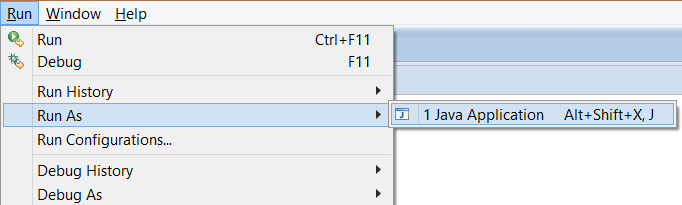 Run Window Help
Run Ctrl+F11
Debug F11
Run History
Run As
1 Java Application Alt+Shift+X, J
Run Configurations...
Debug History
Debug As